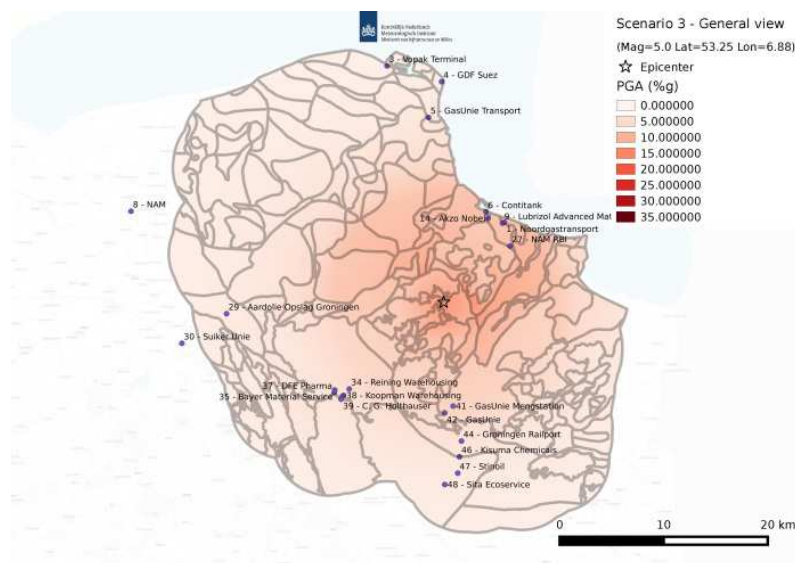 Koninklijk Nederlands
Meteorologisch Instituut
Scenario 3 - General view
(Mag=5.0 Lat=53.25 Lon=6.88)
Epicenter
PGA (%g)
0.000000
5.000000
10.000000
15.000000
20.000000
25.000000
30.000000
35.000000
3 - Vopak Terminal
4 - GDF Suez
5 - GasUnie Transport
8 - NAM
6 - Contitank
14 - Akzo Nobel
9 - Lubrizol Advanced Mat
1 - Noordgastransport
27 - NAM
29 - Aardolie Opslag Groningen
30 - Suiker Unie
37 - DFE Pharma
34 - Reining Warehousing
35 - Bayer Material Service
38 - Koopman Warehousing
39 - C. G. Holthauser
41 - GasUnie Mengstation
42 - GasUnie
44 - Groningen Railport
46 - Kisuma Chemicals
47 - Stinoil
48 - Sita Ecoservice
0 10 20 km